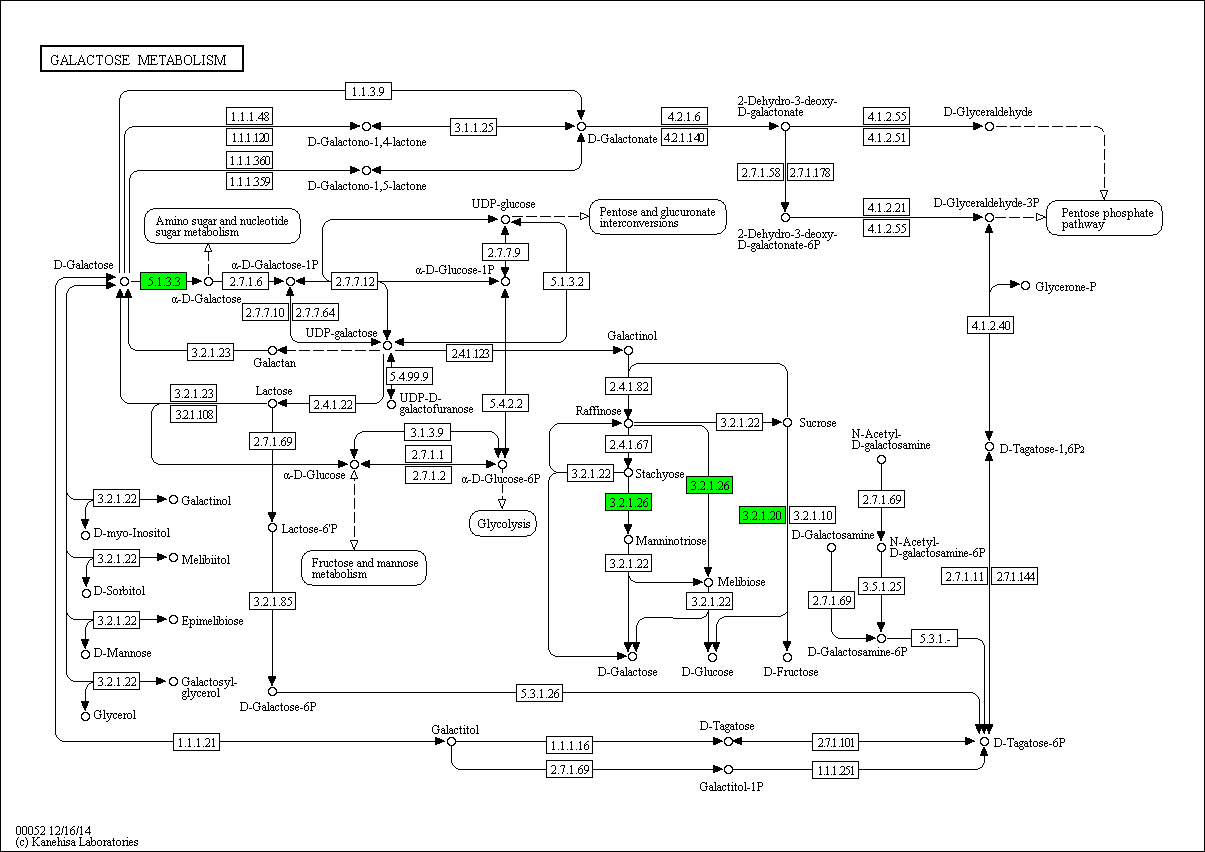 GALACTOSE METABOLISM
1.1.3.9
1.1.1.48
1.1.1.120
D-Galactono-1,4-lactone
3.1.1.25
D-Galactonate
4.2.1.6
4.2.1.140
2-Dehydro-3-deoxy-
D-galactonate
4.1.2.55
4.1.2.51
D-Glyceraldehyde
1.1.1.360
1.1.1.359
D-Galactono-1,5-lactone
2.7.1.58
2.7.1.178
Amino sugar and nucleotide
sugar metabolism
UDP-glucose
Pentose and glucuronate
interconversions
2-Dehydro-3-deoxy-
D-galactonate-6P
4.1.2.21
4.1.2.55
D-Glyceraldehyde-3P
Pentose phosphate
pathway
D-Galactose
5.1.3.3
α-D-Galactose
2.7.1.6
α-D-Galactose-1P
2.7.7.12
α-D-Glucose-1P
2.7.7.9
5.1.3.2
Glycerone-P
2.7.7.10
2.7.7.64
UDP-galactose
4.1.2.40
3.2.1.23
Galactan
2.4.1.123
Galactinol
5.4.99.9
UDP-D-
galactofuranose
3.2.1.23
3.2.1.108
Lactose
2.4.1.22
5.4.2.2
2.4.1.82
Raffinose
3.2.1.22
Sucrose
2.7.1.69
3.1.3.9
2.7.1.1
2.7.1.2
α-D-Glucose
α-D-Glucose-6P
2.4.1.67
3.2.1.22
Stachyose
3.2.1.26
3.2.1.26
N-Acetyl-
D-galactosamine
D-Tagatose-1,6P2
2.7.1.69
3.2.1.22
Galactinol
D-myo-Inositol
Lactose-6'P
Glycolysis
3.2.1.20
3.2.1.10
Manninotriose
D-Galactosamine
N-Acetyl-
D-galactosamine-6P
3.2.1.22
Melibiitol
D-Sorbitol
Fructose and mannose
metabolism
3.2.1.22
Melibiose
2.7.1.69
3.5.1.25
2.7.1.11
2.7.1.144
3.2.1.85
3.2.1.22
3.2.1.22
Epimelibiose
D-Mannose
5.3.1.-
D-Galactosamine-6P
D-Galactose
D-Glucose
D-Fructose
3.2.1.22
Galactosyl-
glycerol
Glycerol
D-Galactose-6P
5.3.1.26
1.1.1.21
Galactitol
1.1.1.16
D-Tagatose
2.7.1.101
D-Tagatose-6P
2.7.1.69
Galactitol-1P
1.1.1.251
00052 12/16/14
(c) Kanehisa Laboratories